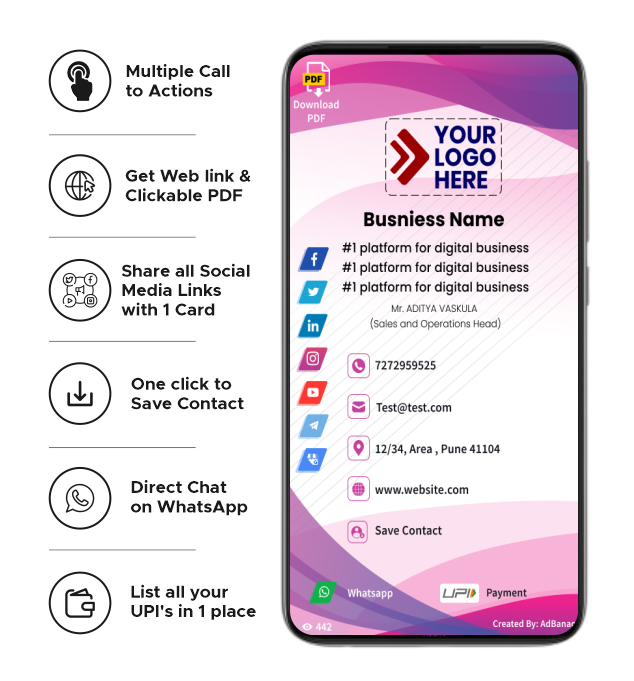 Multiple Call
to Actions
Get Web link &
Clickable PDF
Share all Social
Media Links
with 1 Card
One click to
Save Contact
Direct Chat
on WhatsApp
List all your
UPI's in 1 place
PDF
Download
PDF
YOUR
LOGO
HERE
Busniess Name
#1 platform for digital business
#1 platform for digital business
#1 platform for digital business
Mr. ADITYA VASKULA
(Sales and Operations Head)
7272959525
Test@test.com
12/34, Area , Pune 41104
www.website.com
Save Contact
Whatsapp
UPI
Payment
442
Created By: AdBanao